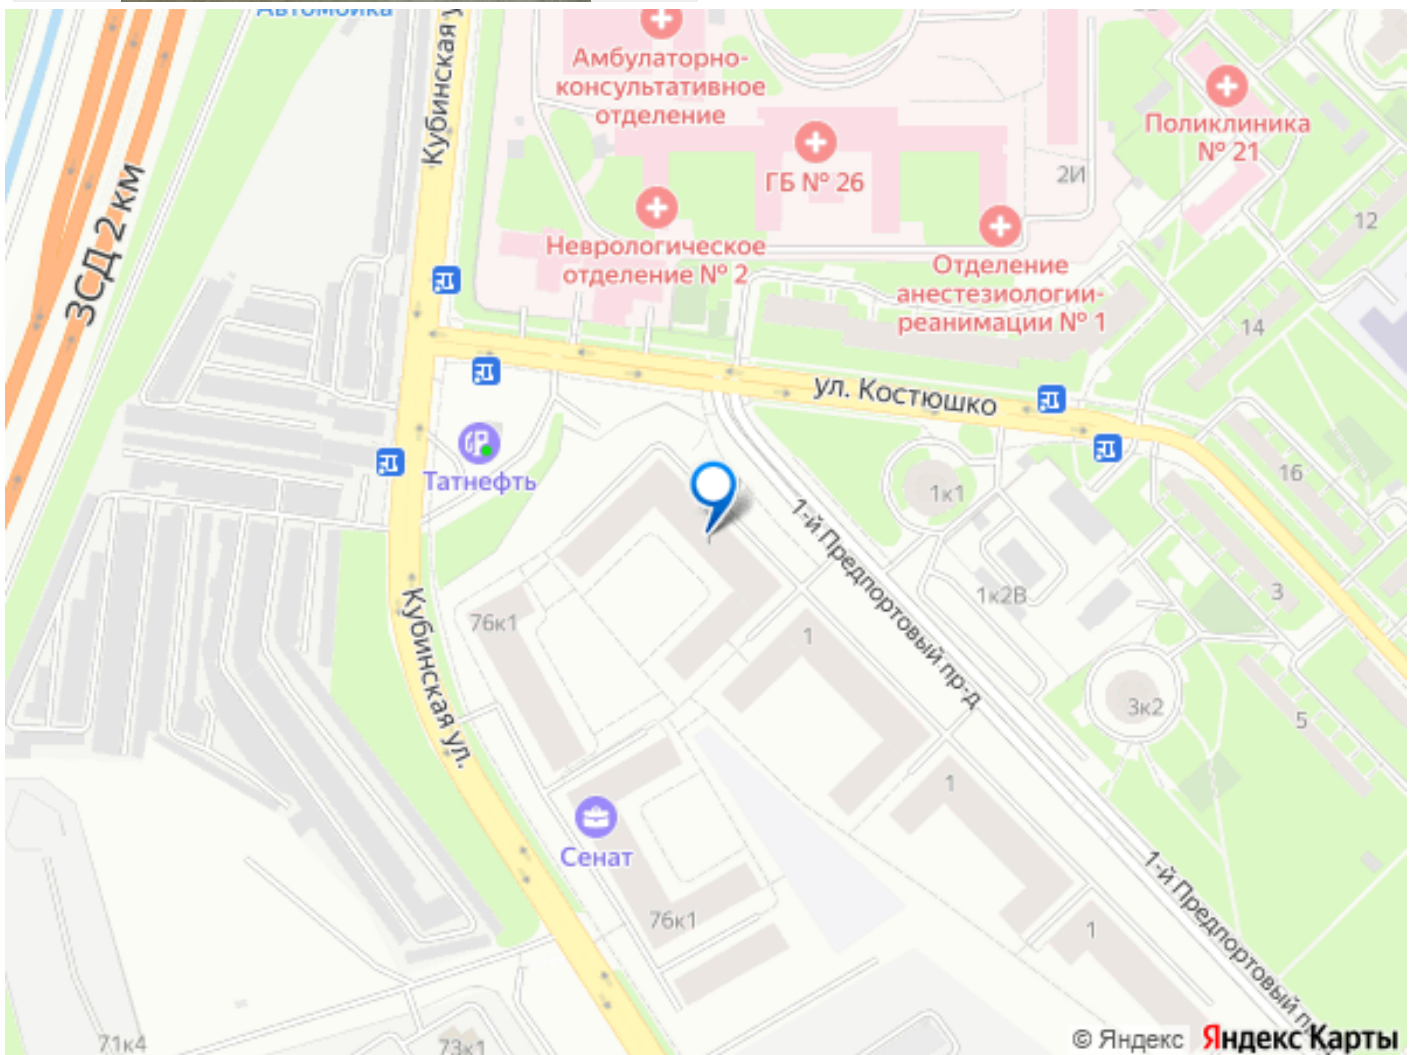 Автомойка
Кубинская у
Амбулаторно-
консультативное
отделение
Поликлиника
№ 21
ГБ № 26
2И
12
ЗСД 2 км
Неврологическое
отделение № 2
Отделение
анестезиологии-
реанимации № 1
14
ул. Костюшко
Татнефть
1к1
16
1-й Предпортовый пр-д
1к2В
3
Кубинская ул.
76к1
1
3к2
5
1
Сенат
76к1
1
1-й Предпортовый п
71к4
73к1
© Яндекс Яндекс Карты